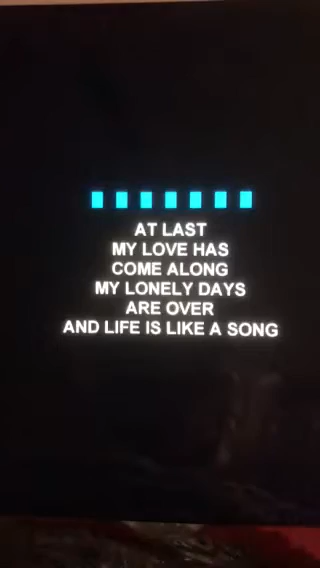 AT LAST
MY LOVE HAS
COME ALONG
MY LONELY DAYS
ARE OVER
AND LIFE IS LIKE A SONG